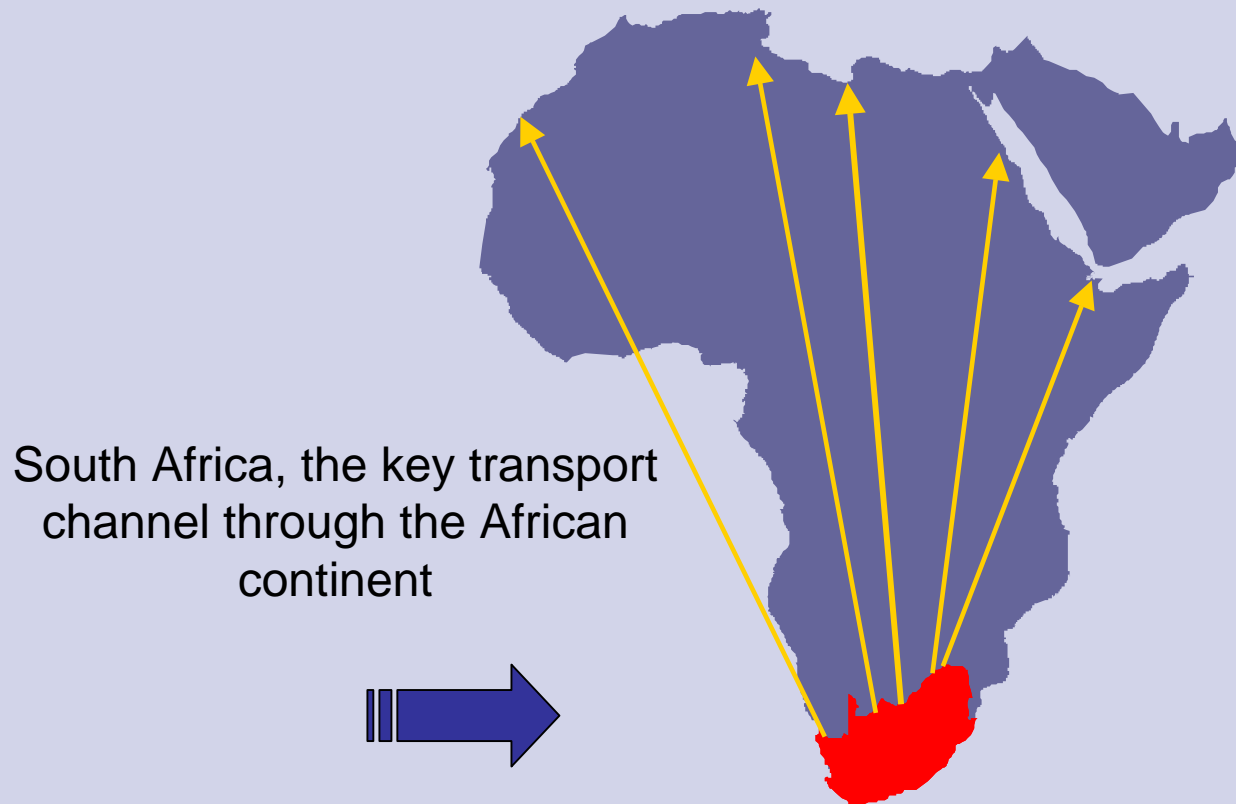 South Africa, the key transport
channel through the African
continent